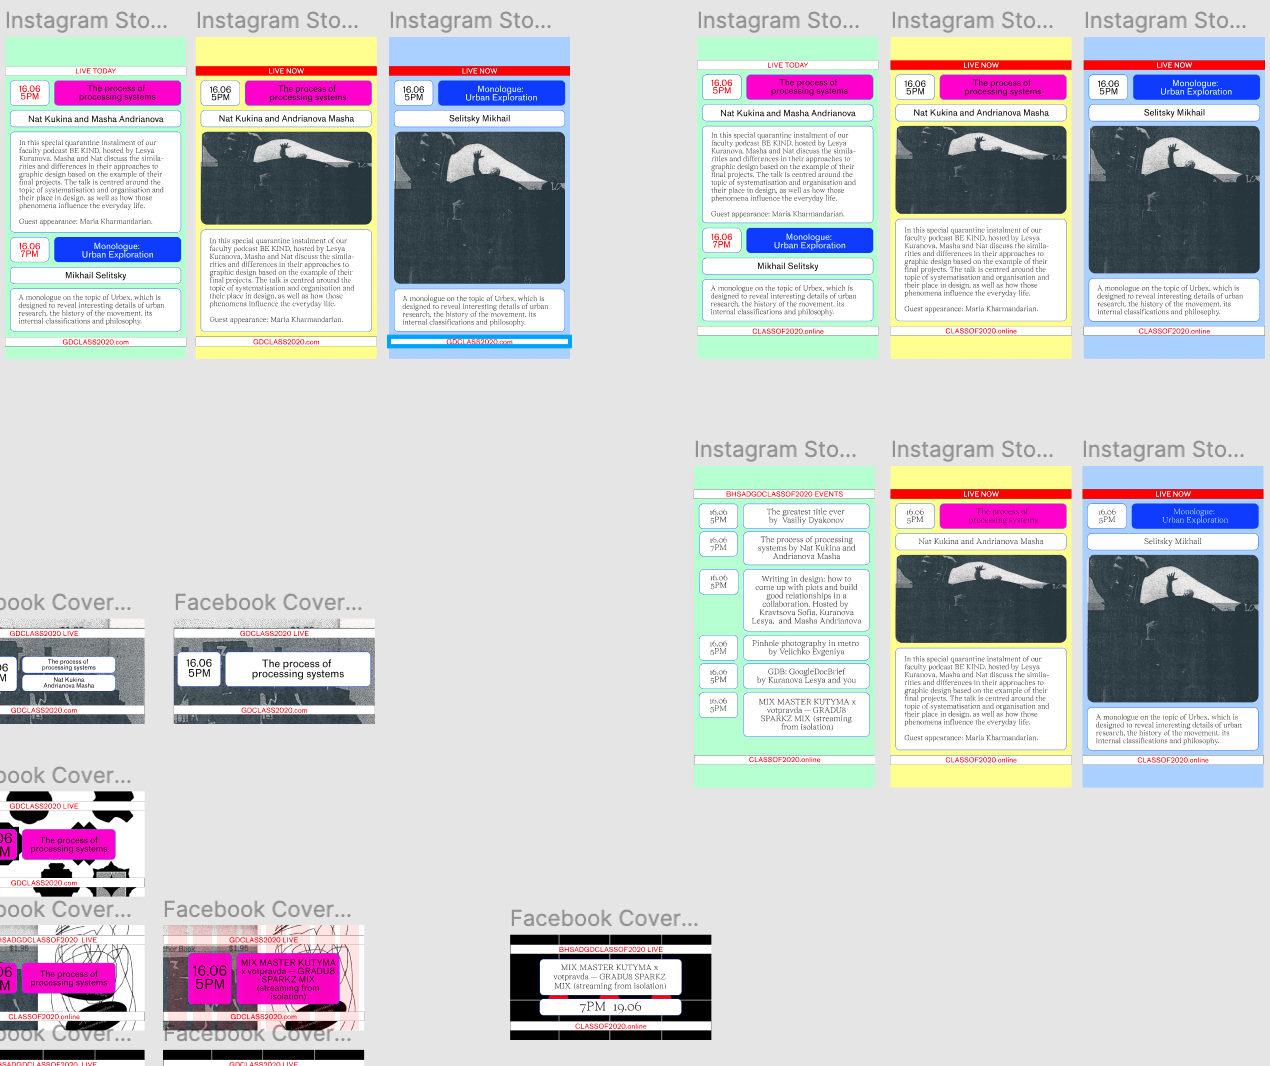 Instagram Sto...
LIVE TODAY
16.06
5PM
The process of
processing systems
Nat Kukina and Masha Andrianova
In this special quarantine instalment of our
faculty podcast BE KIND, hosted by Lesya
Kuranova, Masha and Nat discuss the simila-
rities and differences in their approaches to
graphic design based on the example of their
final projects. The talk is centred around the
topic of systematisation and organisation and
their place in design, as well as how those
phenomena influence the everyday life.
Guest appearance: Maria Kharmandarian.
16.06
7PM
Monologue:
Urban Exploration
Mikhail Selitsky
A monologue on the topic of Urbex, which is
designed to reveal interesting details of urban
research, the history of the movement, its
internal classifications and philosophy.
GDCLASS2020.com
Instagram Sto...
LIVE NOW
16.06
5PM
The process of
processing systems
Nat Kukina and Andrianova Masha
In this special quarantine instalment of our
faculty podcast BE KIND, hosted by Lesya
Kuranova, Masha and Nat discuss the simila-
rities and differences in their approaches to
graphic design based on the example of their
final projects. The talk is centred around the
topic of systematisation and organisation and
their place in design, as well as how those
phenomena influence the everyday life.
Guest appearance: Maria Kharmandarian.
GDCLASS2020.com
Instagram Sto...
LIVE NOW
16.06
5PM
Monologue:
Urban Exploration
Selitsky Mikhail
A monologue on the topic of Urbex, which is
designed to reveal interesting details of urban
research, the history of the movement, its
internal classifications and philosophy.
GDCLASS2020.com
Instagram Sto...
LIVE TODAY
16.06
5PM
The process of
processing systems
Nat Kukina and Masha Andrianova
In this special quarantine instalment of our
faculty podcast BE KIND, hosted by Lesya
Kuranova, Masha and Nat discuss the simila-
rities and differences in their approaches to
graphic design based on the example of their
final projects. The talk is centred around the
topic of systematisation and organisation and
their place in design, as well as how those
phenomena influence the everyday life.
Guest appearance: Maria Kharmandarian.
16.06
7PM
Monologue:
Urban Exploration
Mikhail Selitsky
A monologue on the topic of Urbex, which is
designed to reveal interesting details of urban
research, the history of the movement, its
internal classifications and philosophy.
CLASSOF2020.online
Instagram Sto...
LIVE NOW
16.06
5PM
The process of
processing systems
Nat Kukina and Andrianova Masha
In this special quarantine instalment of our
faculty podcast BE KIND, hosted by Lesya
Kuranova, Masha and Nat discuss the simila-
rities and differences in their approaches to
graphic design based on the example of their
final projects. The talk is centred around the
topic of systematisation and organisation and
their place in design, as well as how those
phenomena influence the everyday life.
Guest appearance: Maria Kharmandarian.
CLASSOF2020.online
Instagram Sto...
LIVE NOW
16.06
5PM
Monologue:
Urban Exploration
Selitsky Mikhail
A monologue on the topic of Urbex, which is
designed to reveal interesting details of urban
research, the history of the movement, its
internal classifications and philosophy.
CLASSOF2020.online
Instagram Sto...
BHSADGDCLASSOF2020 EVENTS
16.06
5PM
The greatest title ever
by Vasiliy Dyakonov
16.06
7PM
The process of processing
systems by Nat Kukina and
Andrianova Masha
16.06
5PM
Writing in design: how to
come up with plots and build
good relationships in a
collaboration. Hosted by
Kravtsova Sofia, Kuranova
Lesya, and Masha Andrianova
16.06
5PM
Pinhole photography in metro
by Velichko Evgeniya
16.06
5PM
GDB: GoogleDocBrief
by Kuranova Lesya and you
16.06
5PM
MIX MASTER KUTYMA x
votpravda — GRADU8
SPARKZ MIX (streaming
from isolation)
CLASSOF2020.online
Instagram Sto...
LIVE NOW
16.06
5PM
The process of
processing systems
Nat Kukina and Andrianova Masha
In this special quarantine instalment of our
faculty podcast BE KIND, hosted by Lesya
Kuranova, Masha and Nat discuss the simila-
rities and differences in their approaches to
graphic design based on the example of their
final projects. The talk is centred around the
topic of systematisation and organisation and
their place in design, as well as how those
phenomena influence the everyday life.
Guest appearance: Maria Kharmandarian.
CLASSOF2020.online
Instagram Sto...
LIVE NOW
16.06
5PM
Monologue:
Urban Exploration
Selitsky Mikhail
A monologue on the topic of Urbex, which is
designed to reveal interesting details of urban
research, the history of the movement, its
internal classifications and philosophy.
CLASSOF2020.online
book Cover...
GDCLASS2020 LIVE
06
M
The process of
processing systems
Nat Kukina
Andrianova Masha
GDCLASS2020.com
Facebook Cover...
GDCLASS2020 LIVE
16.06
5PM
The process of
processing systems
GDCLASS2020.com
book Cover...
GDCLASS2020 LIVE
06
M
The process of
processing systems
GDCLASS2020.com
book Cover...
HSADGDCLASSOF2020 LIVE
$1.95
06
M
The process of
processing systems
CLASSOF2020.online
Facebook Cover...
GDCLASS2020 LIVE
chor Book
$1.95
16.06
5PM
MIX MASTER KUTYMA
x votpravda — GRADU8
SPARKZ MIX
(streaming from
isolation)
GDCLASS2020.com
Facebook Cover...
BHSADGDCLASSOF2020 LIVE
MIX MASTER KUTYMA x
votpravda — GRADU8 SPARKZ
MIX (streaming from isolation)
7PM 19.06
CLASSOF2020.online
book Cover...
Facebook Cover...